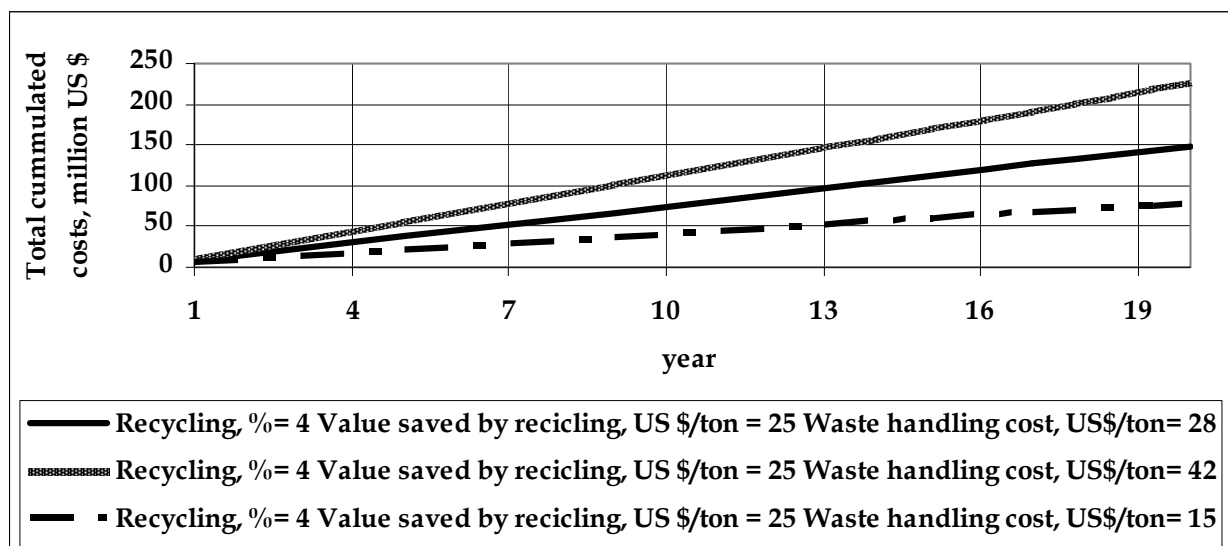 Total cummulated
costs, million US $
250
200
150
100
50
0
1 4 7 10 13 16 19
year
Recycling, %= 4 Value saved by recicling, US $/ton = 25 Waste handling cost, US$/ton= 28
Recycling, %= 4 Value saved by recicling, US $/ton = 25 Waste handling cost, US$/ton= 42
Recycling, %= 4 Value saved by recicling, US $/ton = 25 Waste handling cost, US$/ton= 15